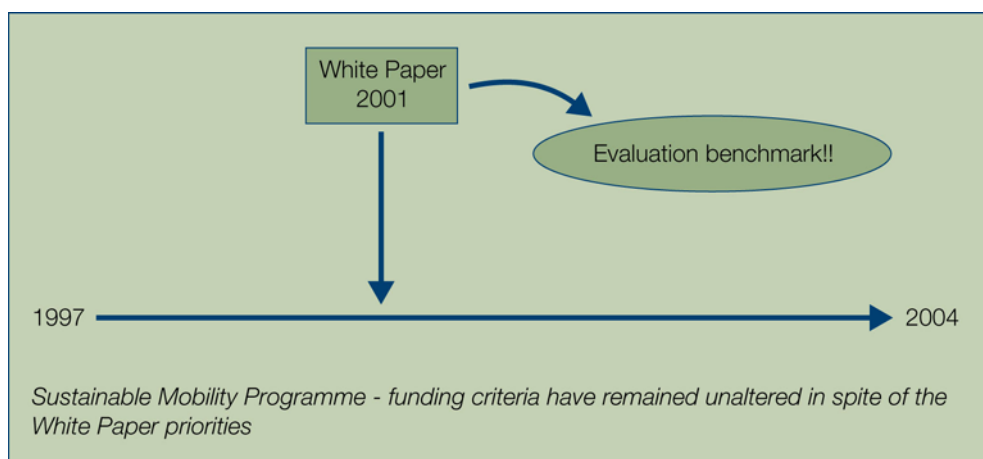 White Paper
2001
Evaluation benchmark!!
1997
2004
Sustainable Mobility Programme - funding criteria have remained unaltered in spite of the
White Paper priorities